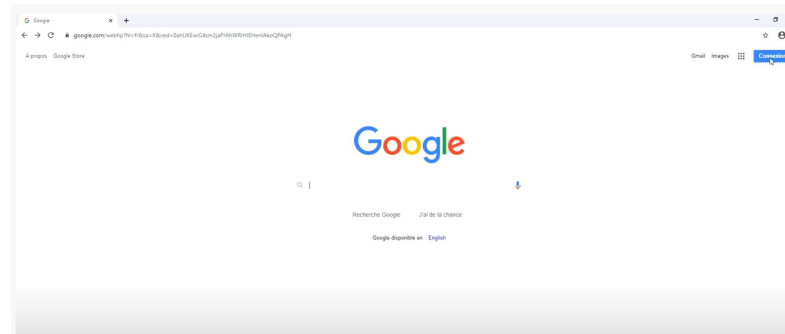 Google
google.com/webhp?hl=fr&sa=X&ved=
A propos Google Store
Gmail Images Connexion
Google
Recherche Google J'ai de la chance
Google disponible en English